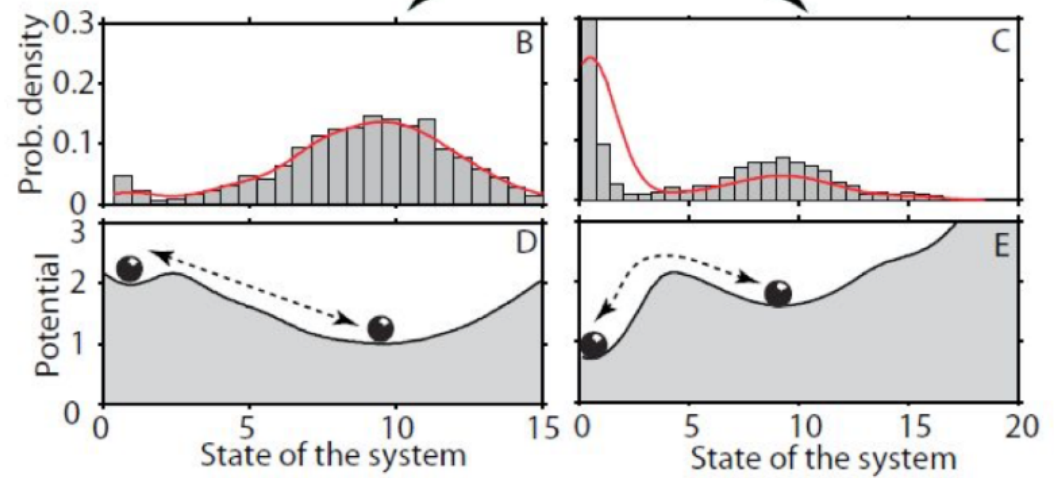 Prob. density
0.3
0.2
0.1
0
B
C
Potential
3
2
1
0
D
E
0 5 10 15
0 5 10 15 20
State of the system
State of the system